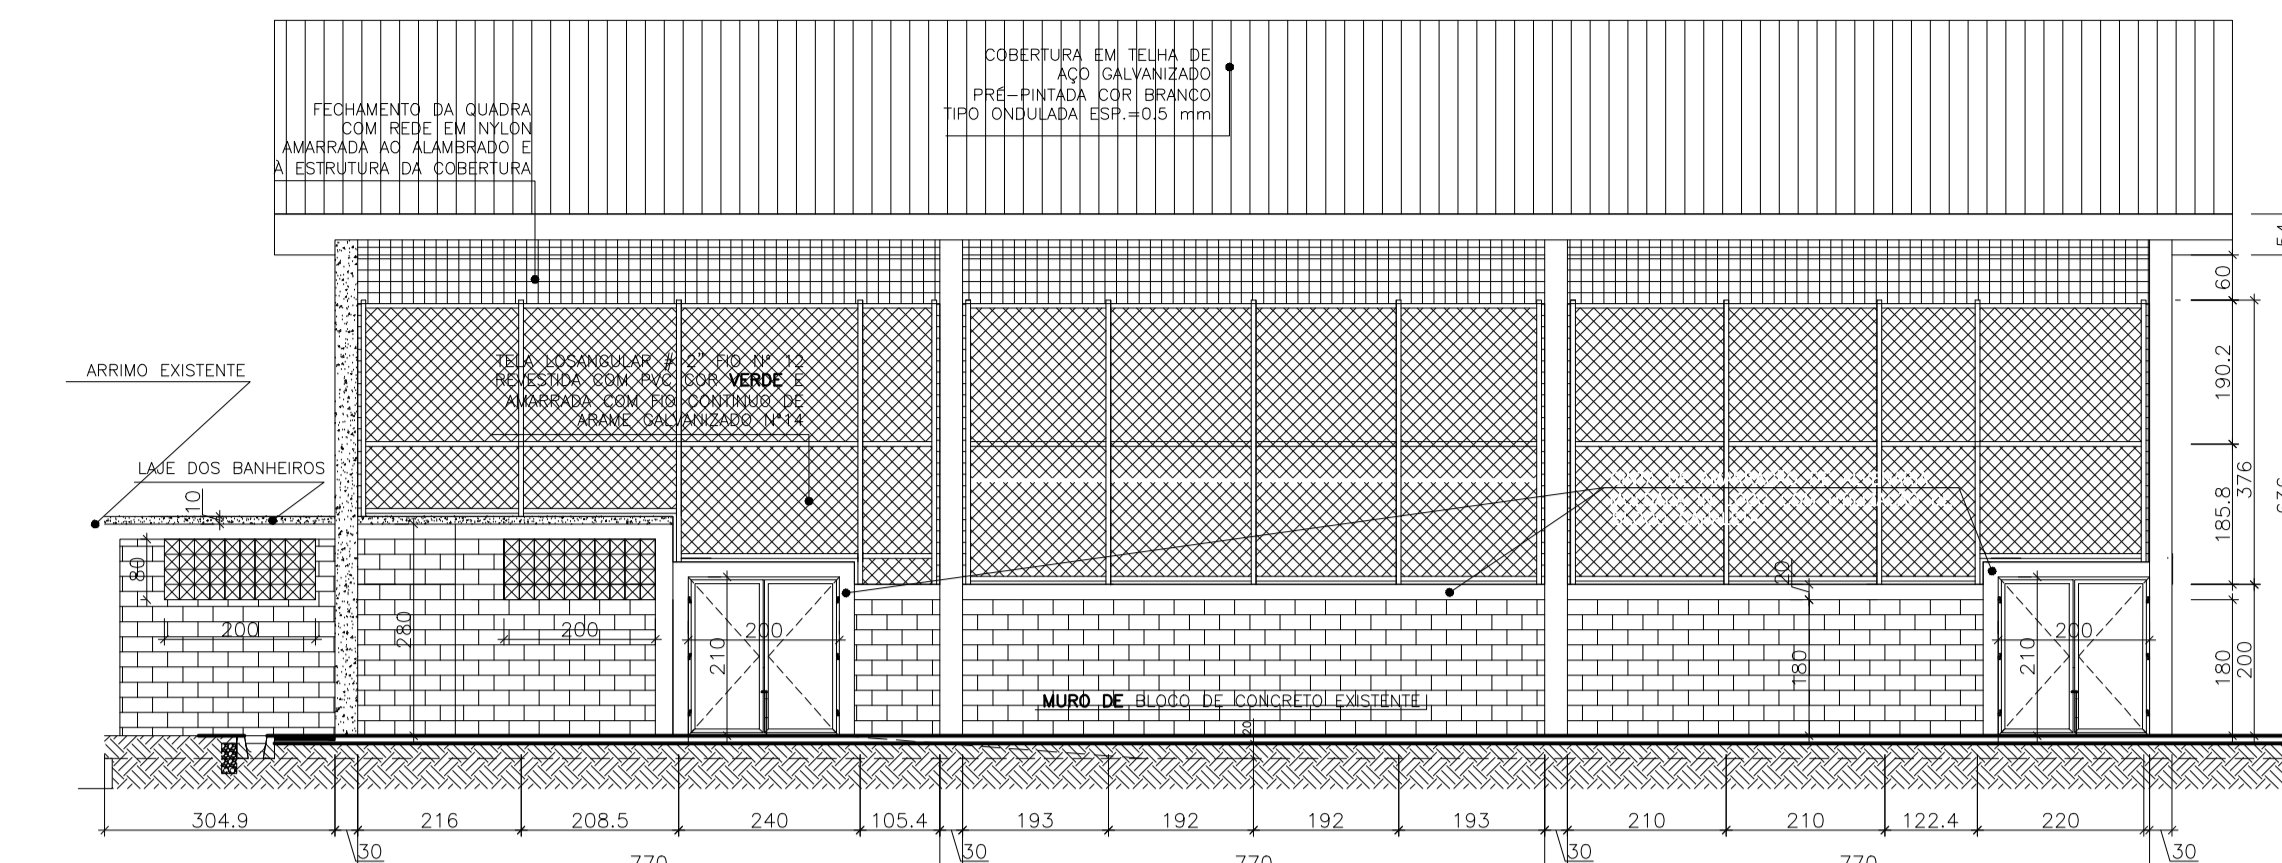 COBERTURA EM TELHA DE
AÇO GALVANIZADO
PRÉ-PINTADA COR BRANCO
TIPO ONDULADA ESP.=0.5 mm
FECHAMENTO DA QUADRA
COM REDE EM NYLON
AMARRADA AO ALAMBRADO E
À ESTRUTURA DA COBERTURA
ARRIMO EXISTENTE
LAJE DOS BANHEIROS
TELA LOSANGULAR # 2" FIO Nº 12
REVESTIDA COM PVC COR VERDE E
AMARRADA COM FIO CONTINUO DE
ARAME GALVANIZADO Nº14
10
80
200
280
200
210
200
MURO DE BLOCO DE CONCRETO EXISTENTE
20
20
180
210
200
54
60
190.2
376
185.8
180
200
304.9
216
208.5
240
105.4
193
192
192
193
210
210
122.4
220
30
770
30
770
30
770
30